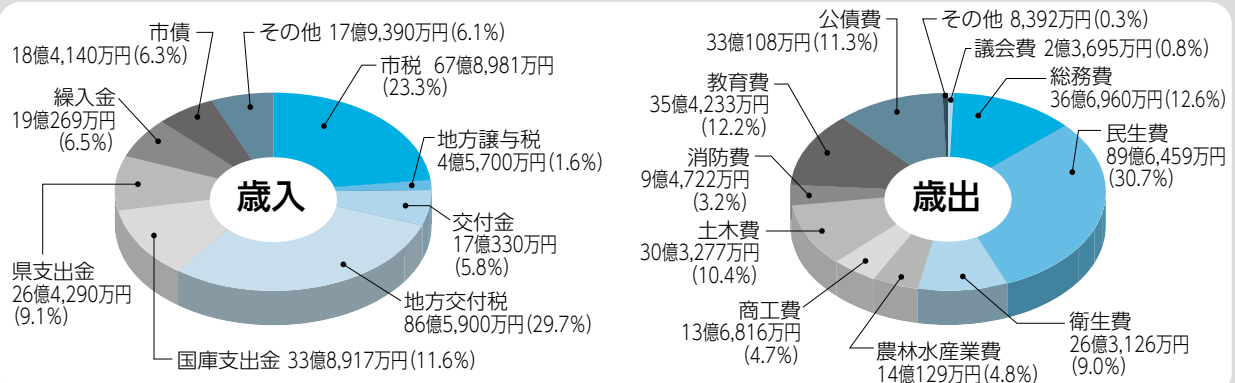 歳入
市税 67億8,981万円
(23.3%)
地方譲与税
4億5,700万円(1.6%)
交付金
17億330万円
(5.8%)
地方交付税
86億5,900万円(29.7%)
国庫支出金 33億8,917万円(11.6%)
県支出金
26億4,290万円
(9.1%)
繰入金
19億269万円
(6.5%)
市債
18億4,140万円(6.3%)
その他 17億9,390万円(6.1%)
歳出
議会費 2億3,695万円(0.8%)
総務費
36億6,960万円(12.6%)
民生費
89億6,459万円
(30.7%)
衛生費
26億3,126万円
(9.0%)
農林水産業費
14億129万円(4.8%)
商工費
13億6,816万円
(4.7%)
土木費
30億3,277万円
(10.4%)
消防費
9億4,722万円
(3.2%)
教育費
35億4,233万円
(12.2%)
公債費
33億108万円(11.3%)
その他 8,392万円(0.3%)